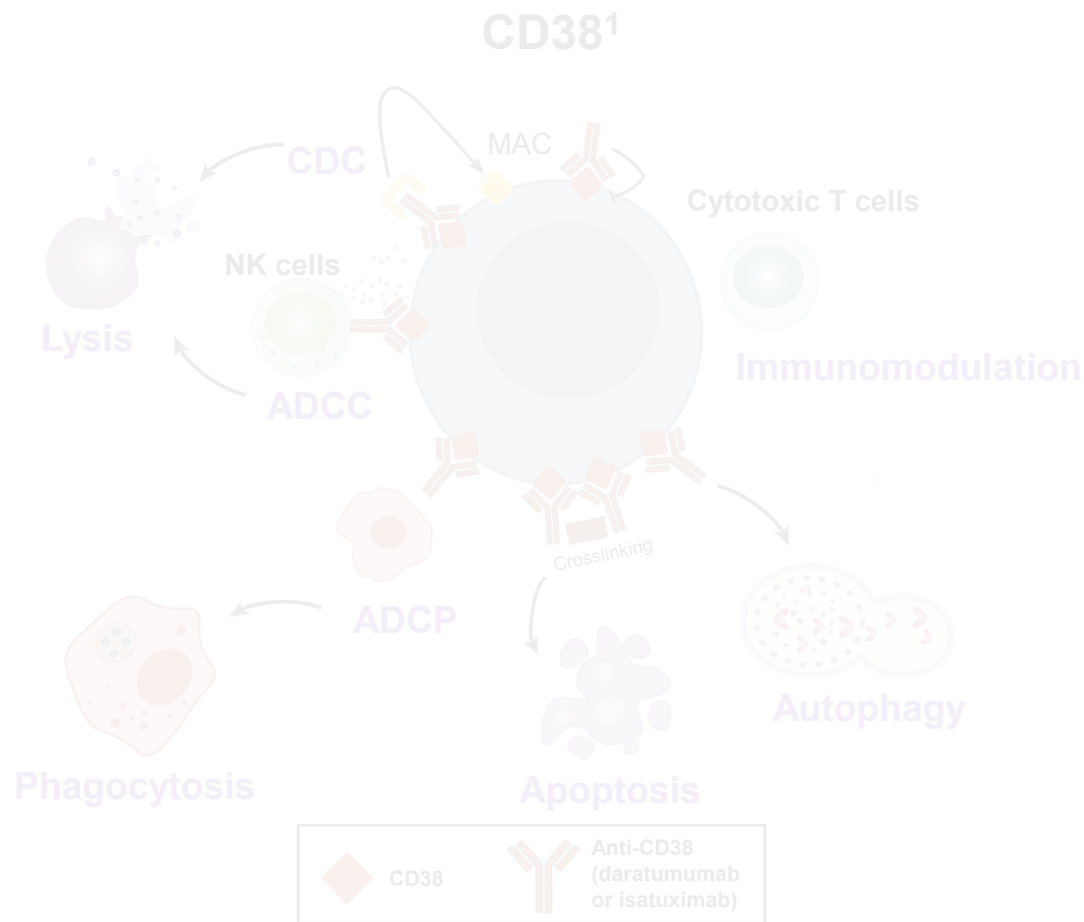 CD38¹
MAC
CDC
Cytotoxic T cells
NK cells
Lysis
Immunomodulation
ADCC
Crosslinking
ADCP
Autophagy
Phagocytosis
Apoptosis
CD38
Anti-CD38
(daratumumab
or isatuximab)